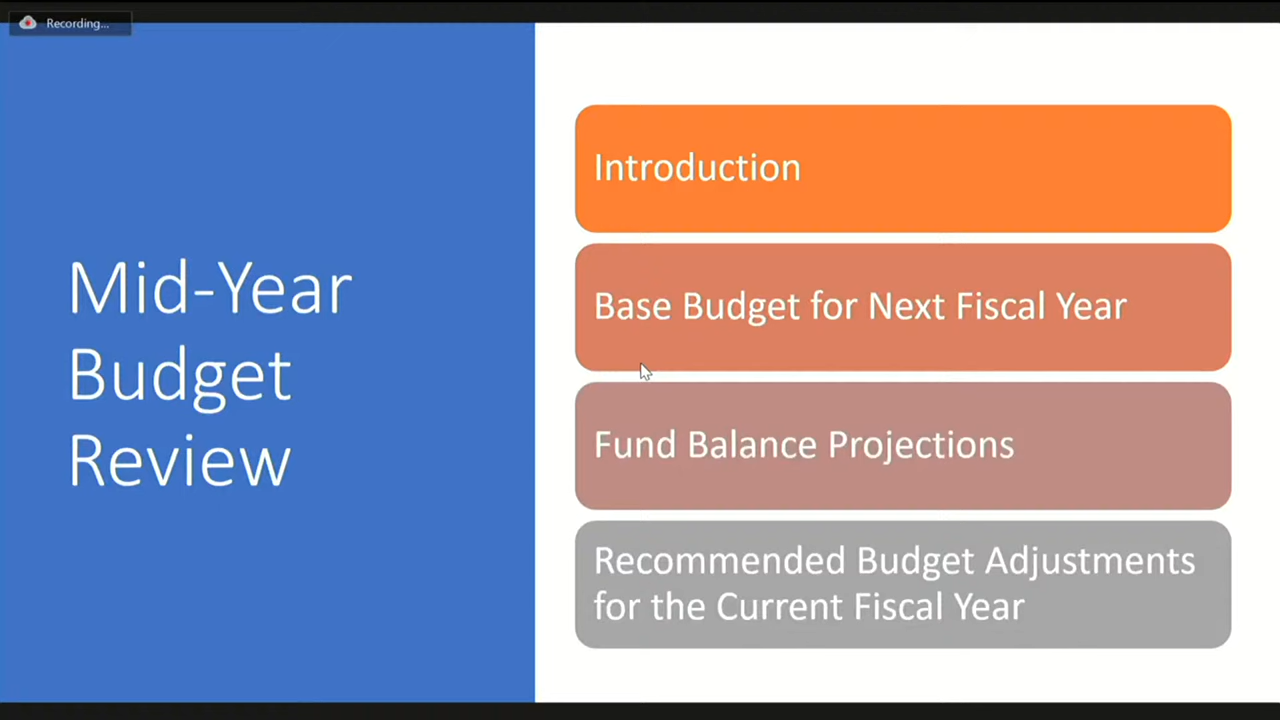 Recording...
Mid-Year
Budget
Review
Introduction
Base Budget for Next Fiscal Year
Fund Balance Projections
Recommended Budget Adjustments
for the Current Fiscal Year